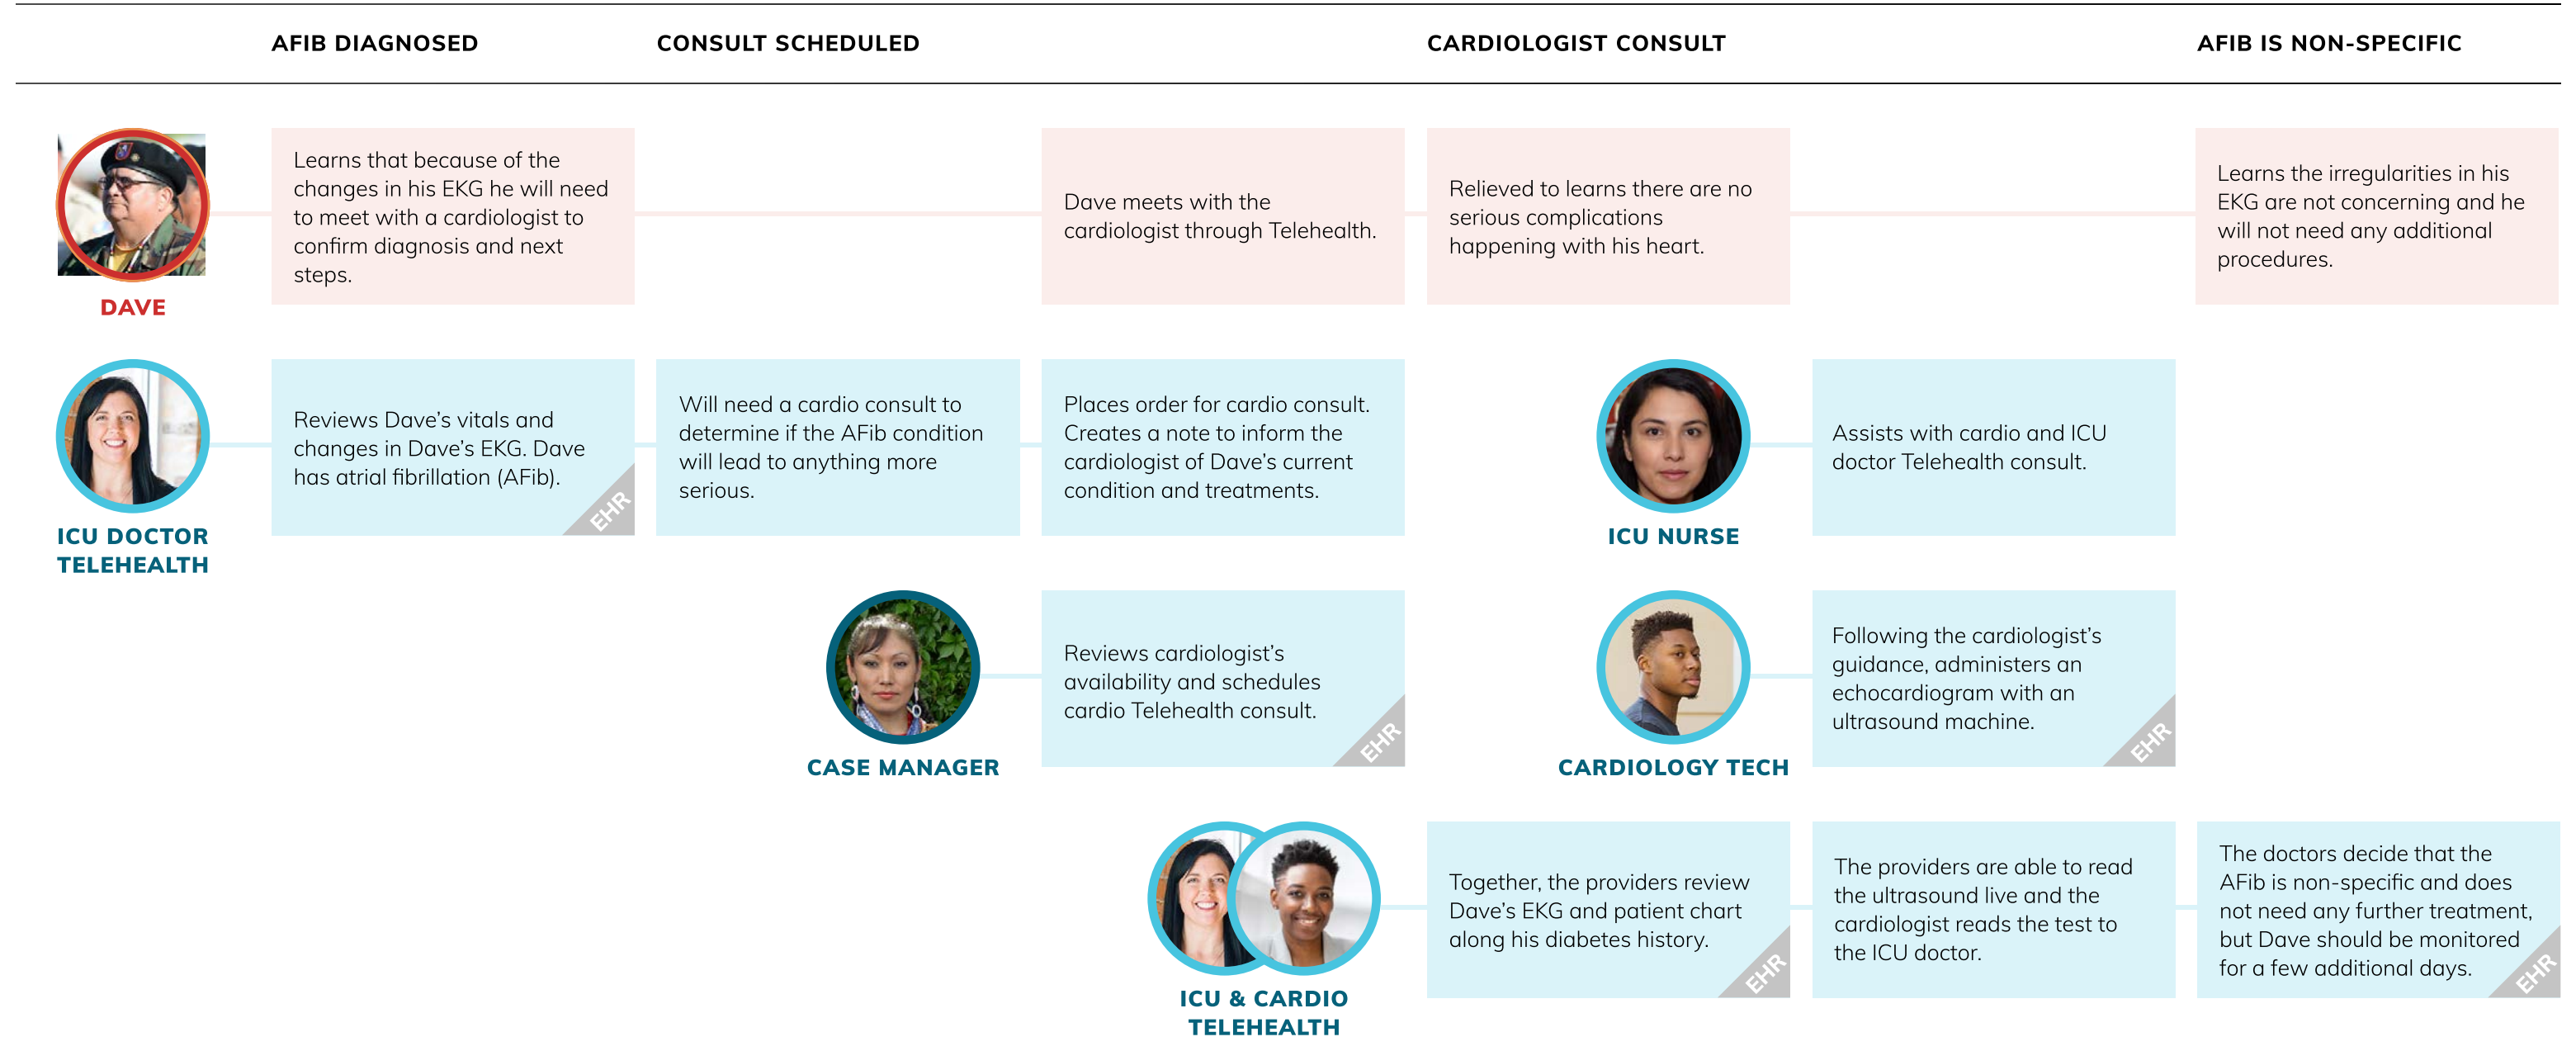 AFIB DIAGNOSED
CONSULT SCHEDULED
CARDIOLOGIST CONSULT
AFIB IS NON-SPECIFIC
DAVE
Learns that because of the
changes in his EKG he will need
to meet with a cardiologist to
confirm diagnosis and next
steps.
Dave meets with the
cardiologist through Telehealth.
Relieved to learns there are no
serious complications
happening with his heart.
Learns the irregularities in his
EKG are not concerning and he
will not need any additional
procedures.
ICU DOCTOR
TELEHEALTH
Reviews Dave’s vitals and
changes in Dave’s EKG. Dave
has atrial fibrillation (AFib).
EHR
Will need a cardio consult to
determine if the AFib condition
will lead to anything more
serious.
Places order for cardio consult.
Creates a note to inform the
cardiologist of Dave’s current
condition and treatments.
ICU NURSE
Assists with cardio and ICU
doctor Telehealth consult.
CASE MANAGER
Reviews cardiologist’s
availability and schedules
cardio Telehealth consult.
EHR
CARDIOLOGY TECH
Following the cardiologist’s
guidance, administers an
echocardiogram with an
ultrasound machine.
EHR
ICU & CARDIO
TELEHEALTH
Together, the providers review
Dave’s EKG and patient chart
along his diabetes history.
EHR
The providers are able to read
the ultrasound live and the
cardiologist reads the test to
the ICU doctor.
The doctors decide that the
AFib is non-specific and does
not need any further treatment,
but Dave should be monitored
for a few additional days.
EHR